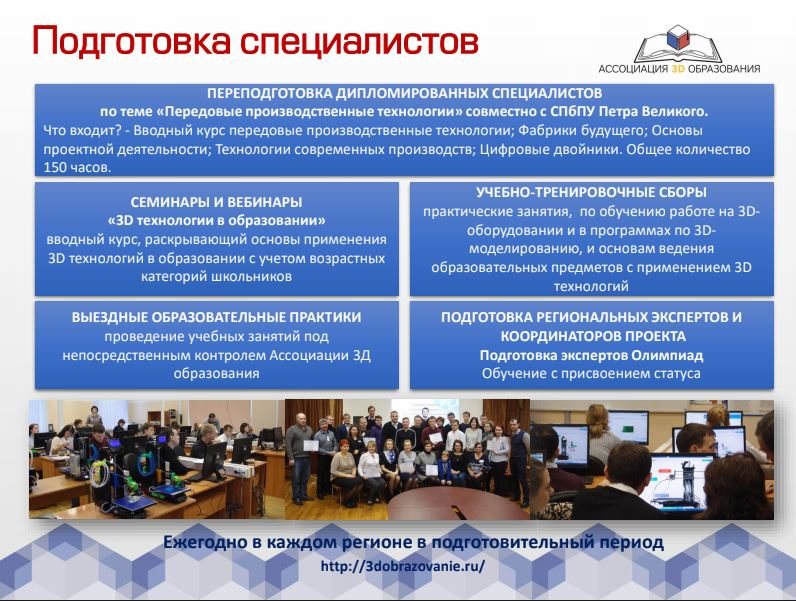 Подготовка специалистов
АССОЦИАЦИЯ 3D ОБРАЗОВАНИЯ
ПЕРЕПОДГОТОВКА ДИПЛОМИРОВАННЫХ СПЕЦИАЛИСТОВ
по теме «Передовые производственные технологии» совместно с СПбПУ Петра Великого.
Что входит? - Вводный курс передовые производственные технологии; Фабрики будущего; Основы
проектной деятельности; Технологии современных производств; Цифровые двойники. Общее количество
150 часов.
СЕМИНАРЫ И ВЕБИНАРЫ
«3D технологии в образовании»
вводный курс, раскрывающий основы применения
3D технологий в образовании с учетом возрастных
категорий школьников
УЧЕБНО-ТРЕНИРОВОЧНЫЕ СБОРЫ
практические занятия, по обучению работе на 3D-
оборудовании и в программах по 3D-
моделированию, и основам ведения
образовательных предметов с применением 3D
технологий
ВЫЕЗДНЫЕ ОБРАЗОВАТЕЛЬНЫЕ ПРАКТИКИ
проведение учебных занятий под
непосредственным контролем Ассоциации 3Д
образования
ПОДГОТОВКА РЕГИОНАЛЬНЫХ ЭКСПЕРТОВ И
КООРДИНАТОРОВ ПРОЕКТА
Подготовка экспертов Олимпиад
Обучение с присвоением статуса
Ежегодно в каждом регионе в подготовительный период
http://3dobrazovanie.ru/